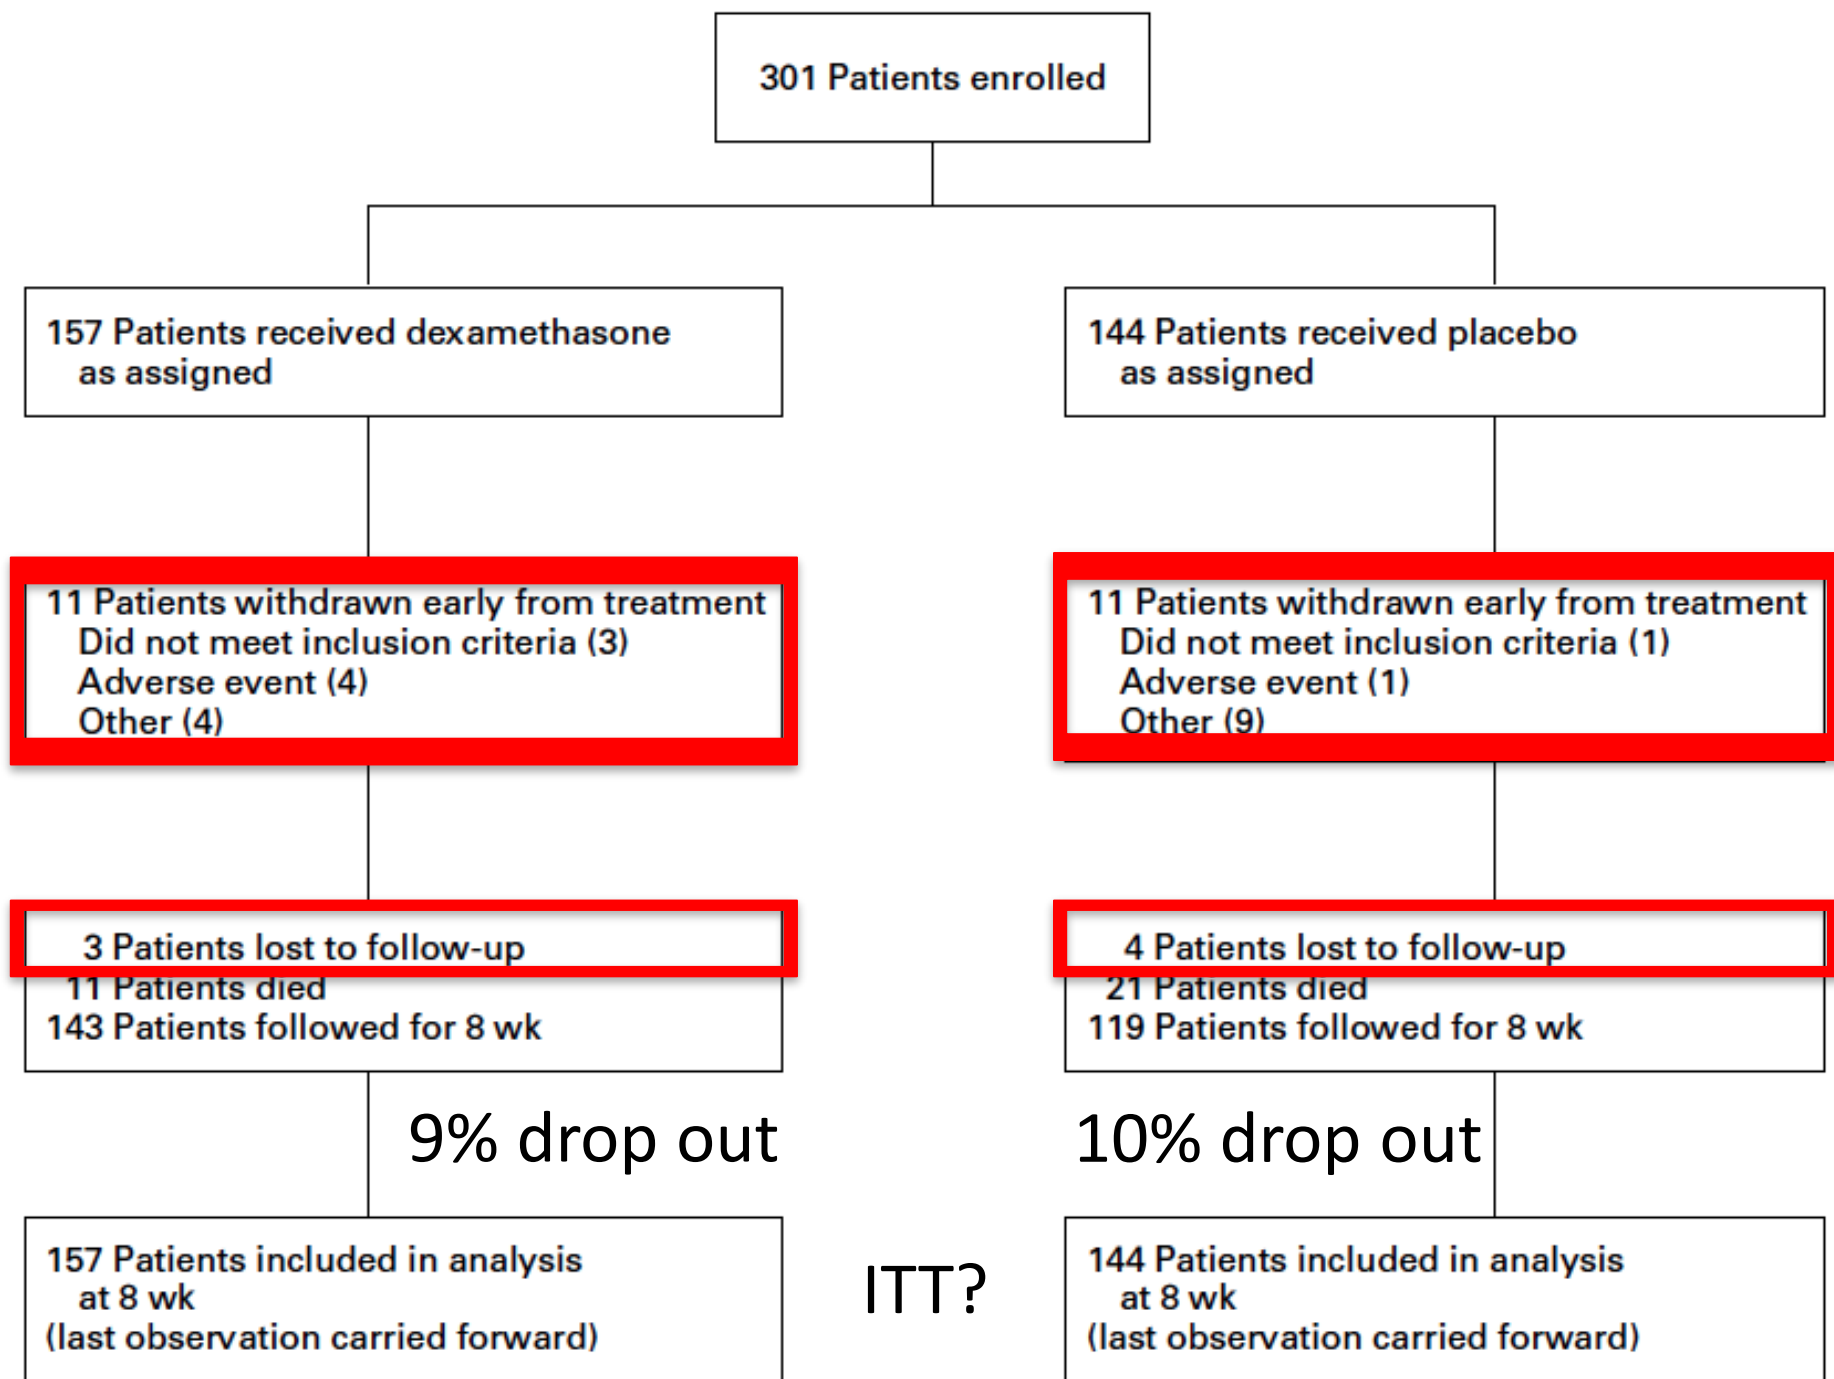 301 Patients enrolled
157 Patients received dexamethasone
as assigned
144 Patients received placebo
as assigned
11 Patients withdrawn early from treatment
Did not meet inclusion criteria (3)
Adverse event (4)
Other (4)
11 Patients withdrawn early from treatment
Did not meet inclusion criteria (1)
Adverse event (1)
Other (9)
3 Patients lost to follow-up
11 Patients died
143 Patients followed for 8 wk
4 Patients lost to follow-up
21 Patients died
119 Patients followed for 8 wk
9% drop out
10% drop out
157 Patients included in analysis
at 8 wk
(last observation carried forward)
ITT?
144 Patients included in analysis
at 8 wk
(last observation carried forward)